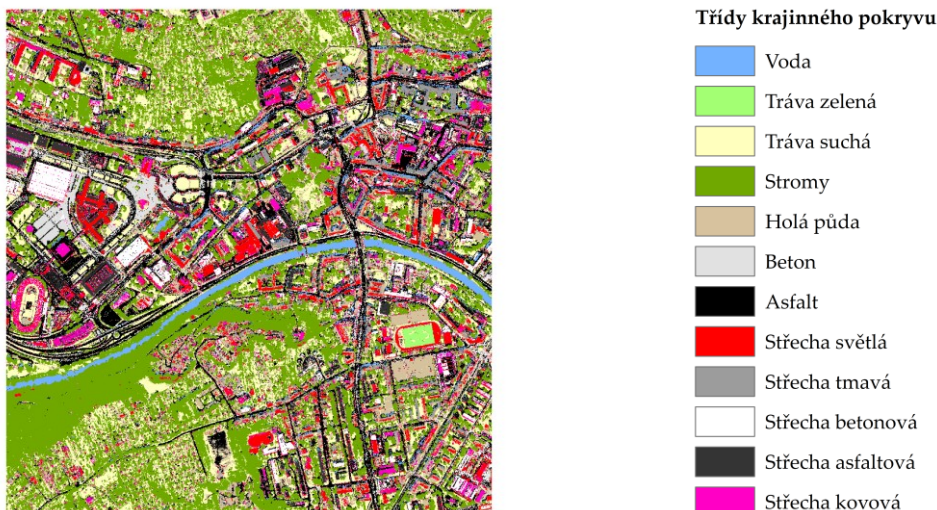 Třídy krajinného pokryvu
Voda
Tráva zelená
Tráva suchá
Stromy
Holá půda
Beton
Asfalt
Střecha světlá
Střecha tmavá
Střecha betonová
Střecha asfaltová
Střecha kovová